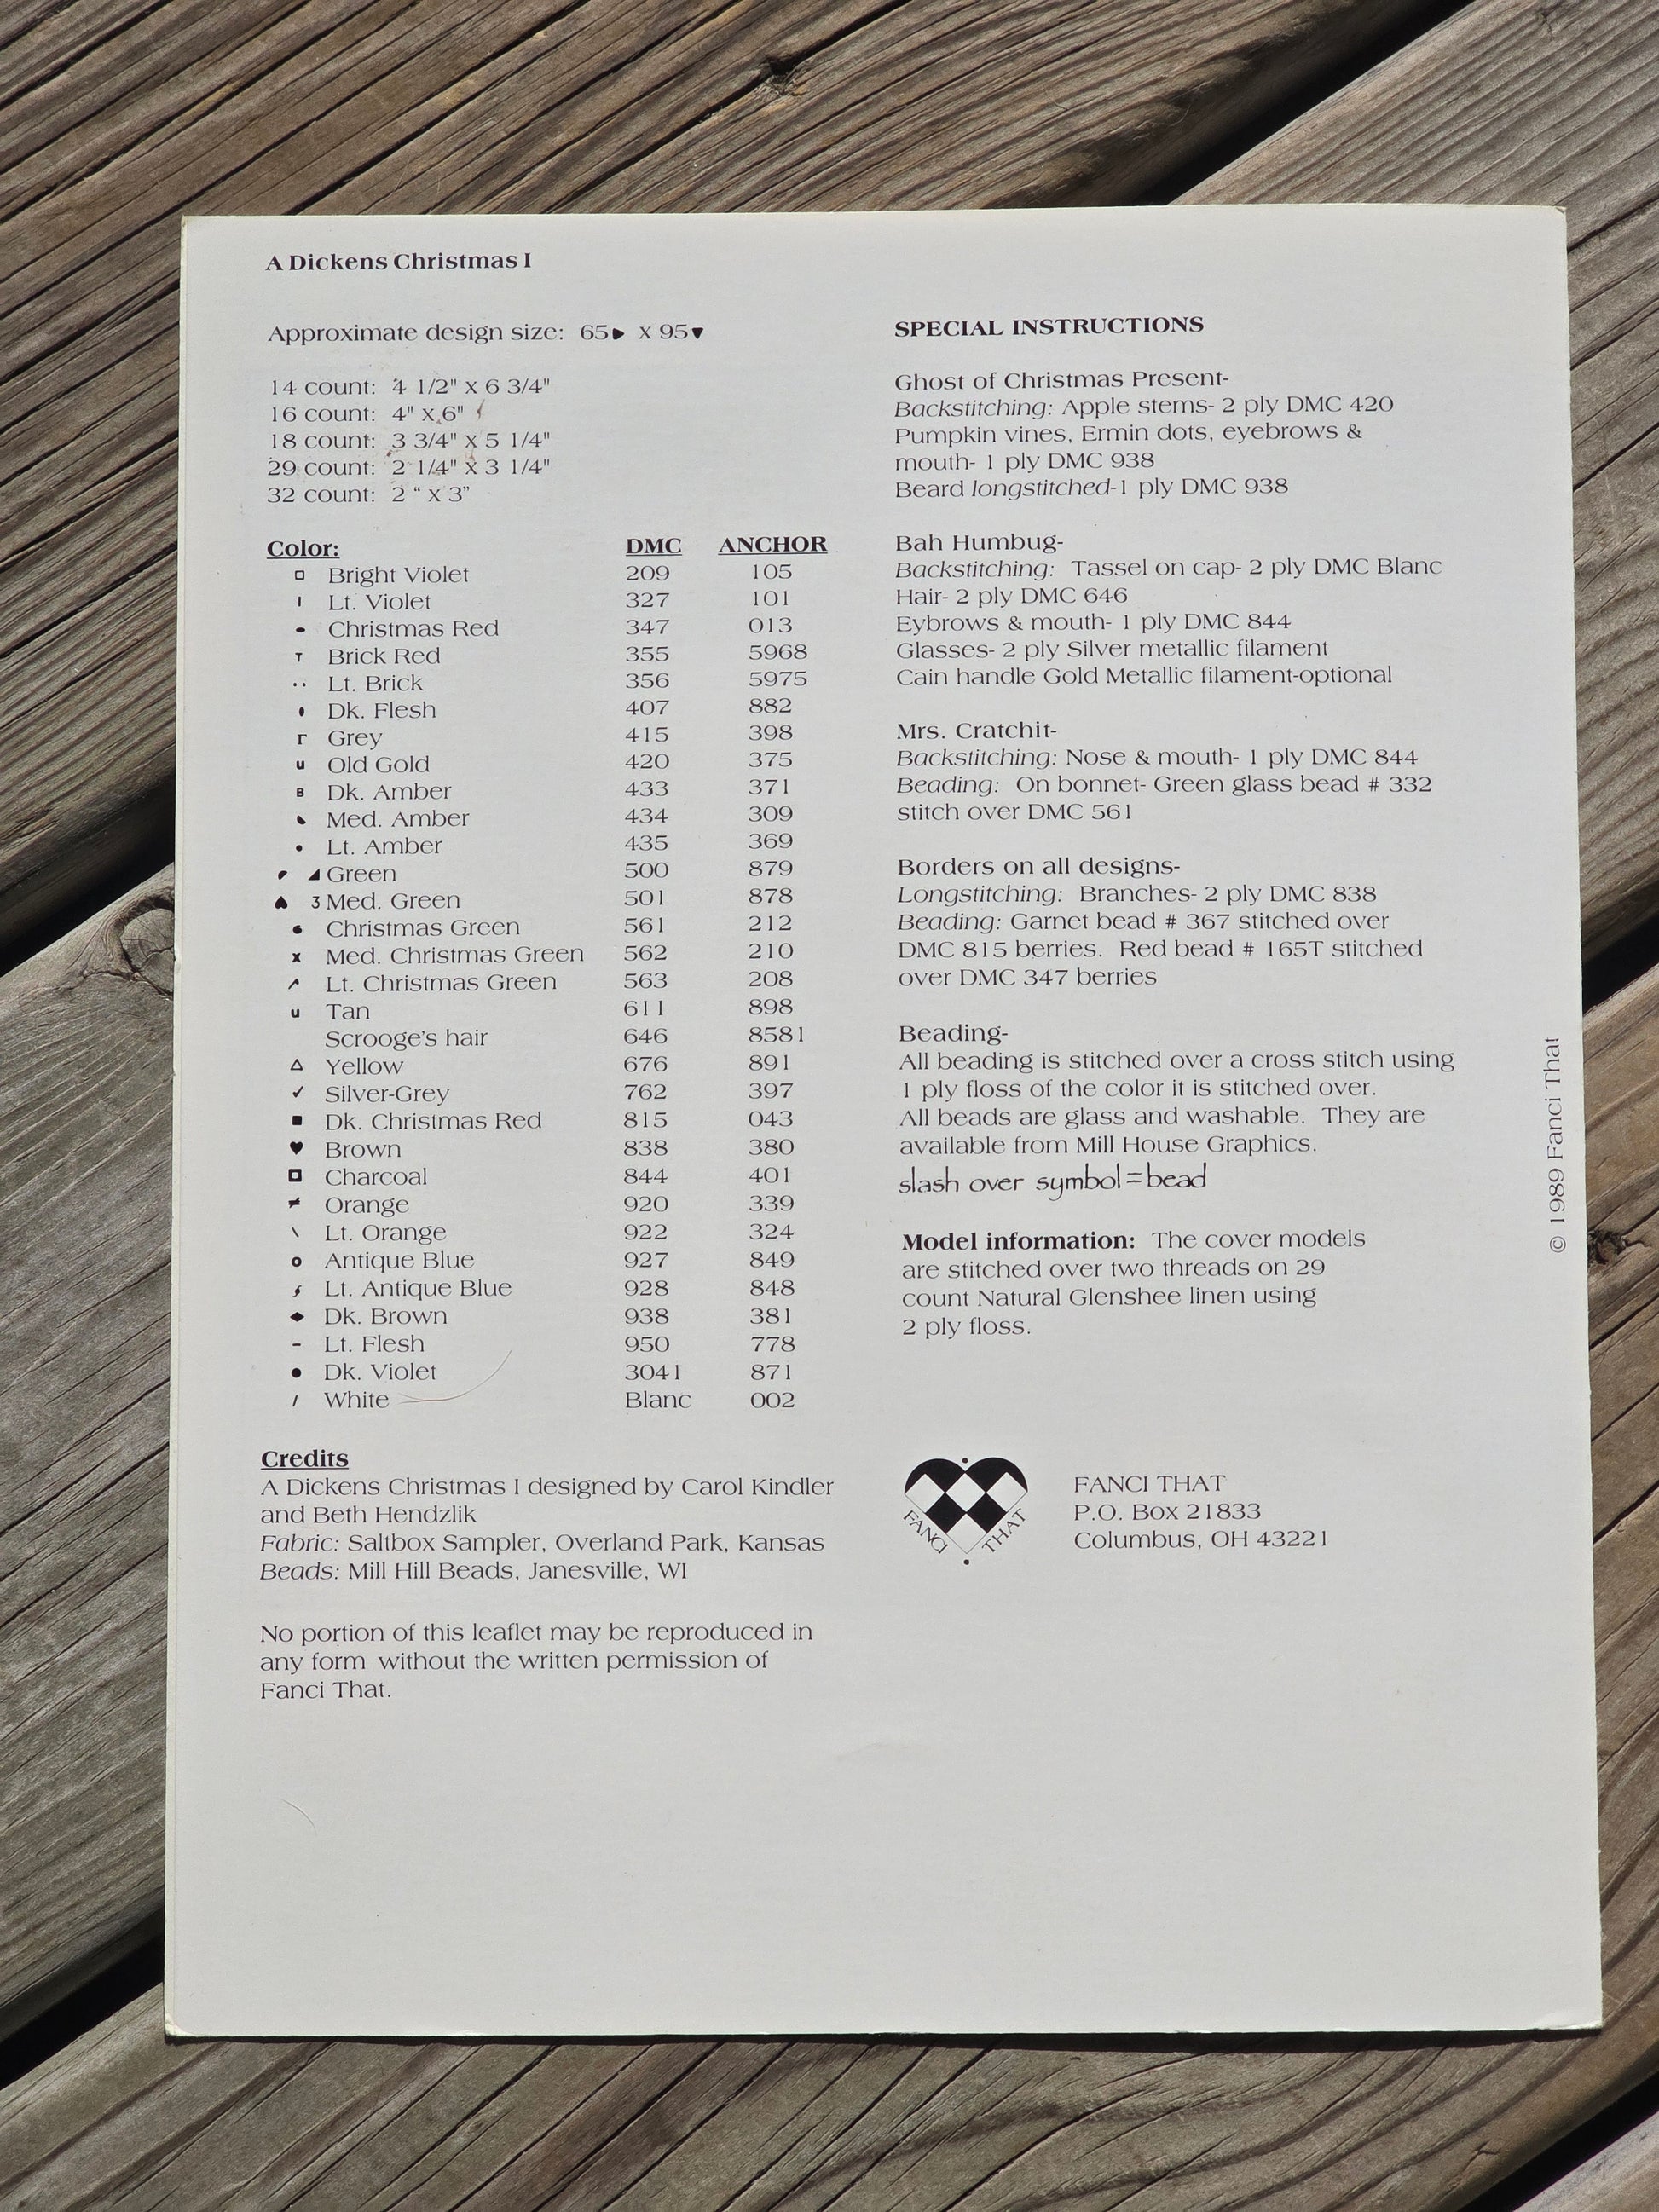 A Dickens Christmas I
Approximate design size: 65▸ X 95▾
14 count: 4 1/2" X 6 3/4"
16 count: 4" X 6"
18 count: 3 3/4" X 5 1/4"
29 count: 2 1/4" X 3 1/4"
32 count: 2 “ X 3”
Color: DMC ANCHOR
Bright Violet 209 105
Lt. Violet 327 101
Christmas Red 347 013
T Brick Red 355 5968
Lt. Brick 356 5975
Dk. Flesh 407 882
Grey 415 398
u Old Gold 420 375
B Dk. Amber 433 371
Med. Amber 434 309
Lt. Amber 435 369
Green 500 879
3 Med. Green 501 878
Christmas Green 561 212
x Med. Christmas Green 562 210
Lt. Christmas Green 563 208
u Tan 611 898
Scrooge's hair 646 8581
Yellow 676 891
✓ Silver-Grey 762 397
Dk. Christmas Red 815 043
♥ Brown 838 380
Charcoal 844 401
Orange 920 339
\ Lt. Orange 922 324
o Antique Blue 927 849
Lt. Antique Blue 928 848
Dk. Brown 938 381
- Lt. Flesh 950 778
Dk. Violet 3041 871
/ White Blanc 002
Credits
A Dickens Christmas I designed by Carol Kindler
and Beth Hendzlik
Fabric: Saltbox Sampler, Overland Park, Kansas
Beads: Mill Hill Beads, Janesville, WI
No portion of this leaflet may be reproduced in
any form without the written permission of
Fanci That.
SPECIAL INSTRUCTIONS
Ghost of Christmas Present-
Backstitching: Apple stems- 2 ply DMC 420
Pumpkin vines, Ermin dots, eyebrows &
mouth- 1 ply DMC 938
Beard longstitched-1 ply DMC 938
Bah Humbug-
Backstitching: Tassel on cap- 2 ply DMC Blanc
Hair- 2 ply DMC 646
Eybrows & mouth- 1 ply DMC 844
Glasses- 2 ply Silver metallic filament
Cain handle Gold Metallic filament-optional
Mrs. Cratchit-
Backstitching: Nose & mouth- 1 ply DMC 844
Beading: On bonnet- Green glass bead # 332
stitch over DMC 561
Borders on all designs-
Longstitching: Branches- 2 ply DMC 838
Beading: Garnet bead # 367 stitched over
DMC 815 berries. Red bead # 165T stitched
over DMC 347 berries
Beading-
All beading is stitched over a cross stitch using
1 ply floss of the color it is stitched over.
All beads are glass and washable. They are
available from Mill House Graphics.
slash over symbol = bead
Model information: The cover models
are stitched over two threads on 29
count Natural Glenshee linen using
2 ply floss.
FANCI THAT
FANCI THAT
P.O. Box 21833
Columbus, OH 43221
© 1989 Fanci That